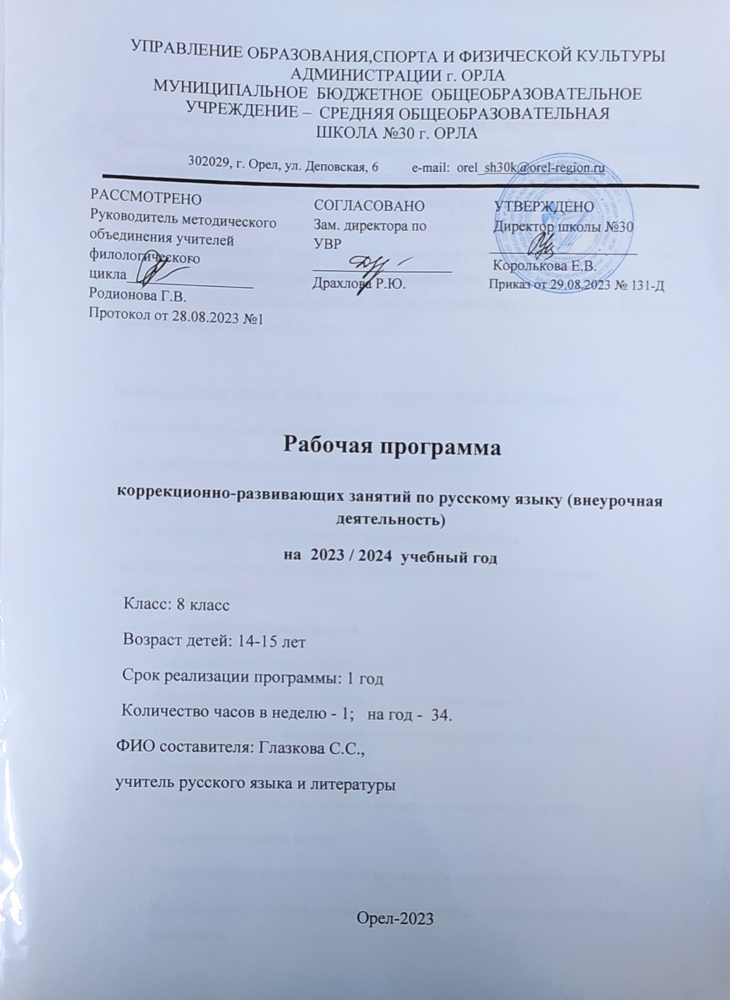 УПРАВЛЕНИЕ ОБРАЗОВАНИЯ,СПОРТА И ФИЗИЧЕСКОЙ КУЛЬТУРЫ
АДМИНИСТРАЦИИ г. ОРЛА
МУНИЦИПАЛЬНОЕ БЮДЖЕТНОЕ ОБЩЕОБРАЗОВАТЕЛЬНОЕ
УЧРЕЖДЕНИЕ – СРЕДНЯЯ ОБЩЕОБРАЗОВАТЕЛЬНАЯ
ШКОЛА №30 г. ОРЛА
302029, г. Орел, ул. Деповская, 6 e-mail: orel_sh30k@orel-region.ru
РАССМОТРЕНО
Руководитель методического
объединения учителей
филологического
цикла
Родионова Г.В.
Протокол от 28.08.2023 №1
СОГЛАСОВАНО
Зам. директора по
УВР
Драхлова Р.Ю.
УТВЕРЖДЕНО
Директор школы №30
Королькова Е.В.
Приказ от 29.08.2023 № 131-Д
Рабочая программа
коррекционно-развивающих занятий по русскому языку (внеурочная
деятельность)
на 2023 / 2024 учебный год
Класс: 8 класс
Возраст детей: 14-15 лет
Срок реализации программы: 1 год
Количество часов в неделю - 1; на год - 34.
ФИО составителя: Глазкова С.С.,
учитель русского языка и литературы
Орел-2023